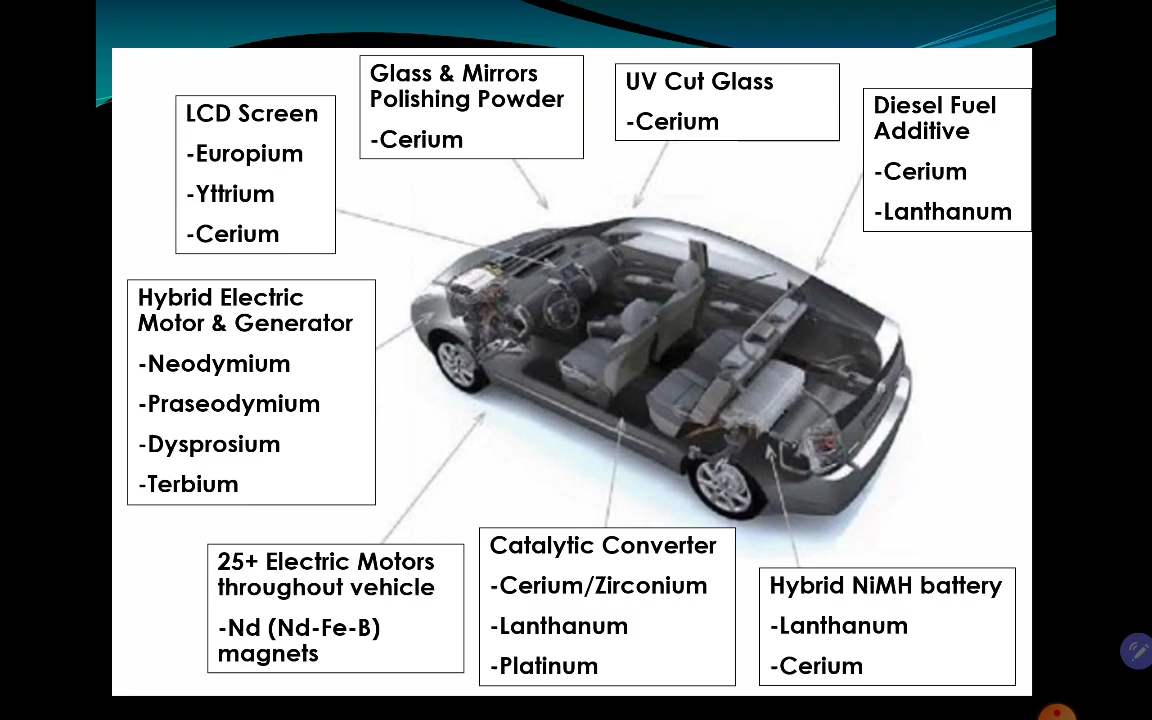 Glass & Mirrors
Polishing Powder
-Cerium
UV Cut Glass
-Cerium
LCD Screen
-Europium
-Yttrium
-Cerium
Diesel Fuel
Additive
-Cerium
-Lanthanum
Hybrid Electric
Motor & Generator
-Neodymium
-Praseodymium
-Dysprosium
-Terbium
25+ Electric Motors
throughout vehicle
-Nd (Nd-Fe-B)
magnets
Catalytic Converter
-Cerium/Zirconium
-Lanthanum
-Platinum
Hybrid NiMH battery
-Lanthanum
-Cerium